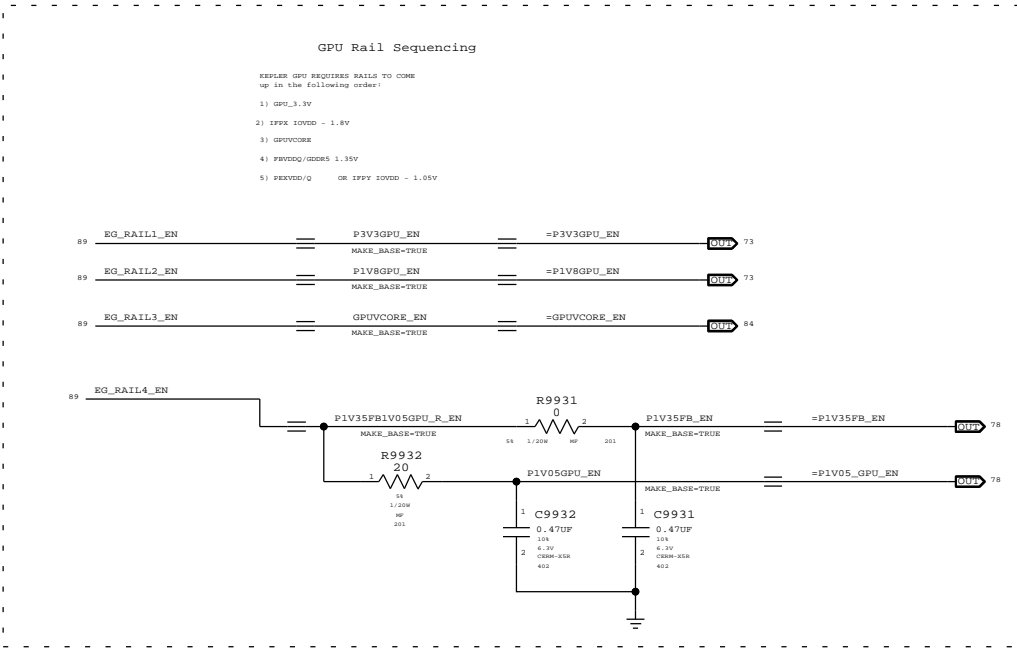 GPU Rail Sequencing
KEPLER GPU REQUIRES RAILS TO COME
up in the following order:
1) GPU_3.3V
2) IFPX IOVDD - 1.8V
3) GPUVCORE
4) FBVDDQ/GDDR5 1.35V
5) PEXVDD/Q OR IFPY IOVDD - 1.05V
89 EG_RAIL1_EN P3V3GPU_EN =P3V3GPU_EN OUT 73
MAKE_BASE=TRUE
89 EG_RAIL2_EN P1V8GPU_EN =P1V8GPU_EN OUT 73
MAKE_BASE=TRUE
89 EG_RAIL3_EN GPUVCORE_EN =GPUVCORE_EN OUT 84
MAKE_BASE=TRUE
89 EG_RAIL4_EN
R9931
0
P1V35FB1V05GPU_R_EN 1 2 P1V35FB_EN =P1V35FB_EN OUT 78
MAKE_BASE=TRUE 5% 1/20W MF 201 MAKE_BASE=TRUE
R9932
20
1 2 P1V05GPU_EN =P1V05_GPU_EN OUT 78
MAKE_BASE=TRUE
5%
1/20W
MF
201
1 C9932 1 C9931
0.47UF 0.47UF
10% 10%
6.3V 6.3V
2 CERM-X5R 2 CERM-X5R
402 402